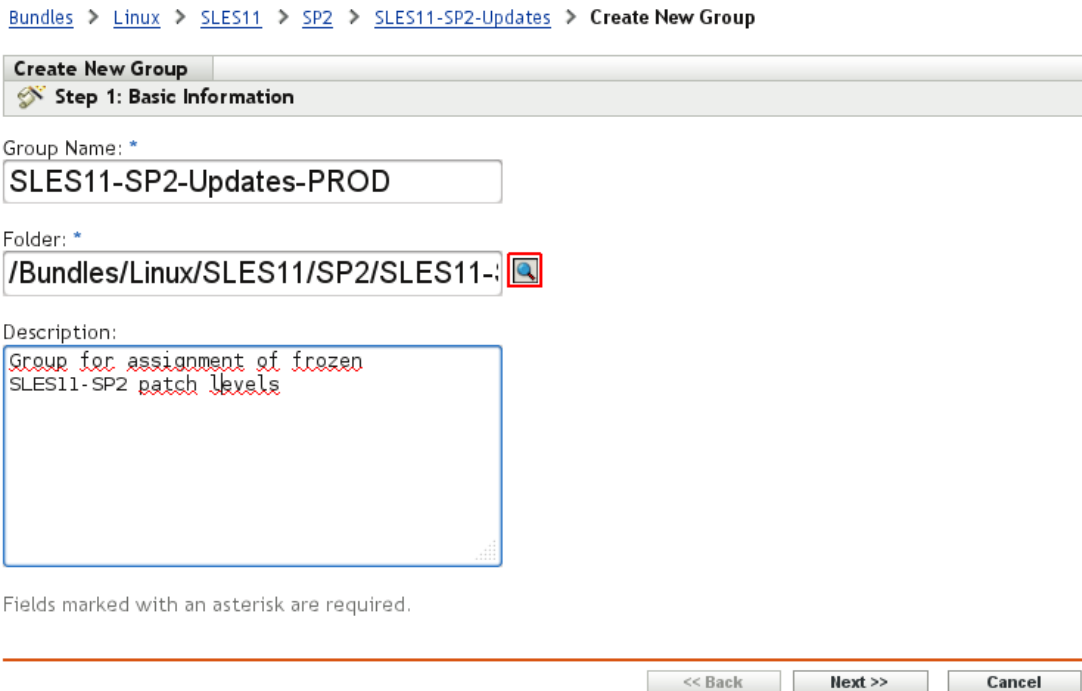 Bundles > Linux > SLES11 > SP2 > SLES11-SP2-Updates > Create New Group
Create New Group
Step 1: Basic Information
Group Name: *
SLES11-SP2-Updates-PROD
Folder: *
/Bundles/Linux/SLES11/SP2/SLES11-
Description:
Group for assignment of frozen
SLES11-SP2 patch levels
Fields marked with an asterisk are required.
<< Back Next >> Cancel